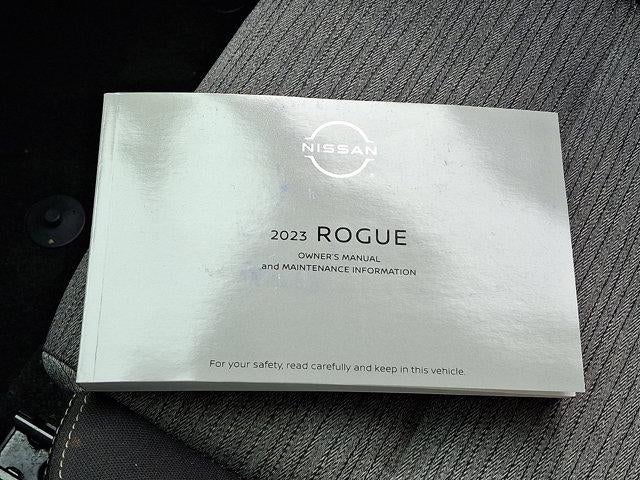 NISSAN
2023 ROGUE
OWNER'S MANUAL
and MAINTENANCE INFORMATION
For your safety, read carefully and keep in this vehicle.